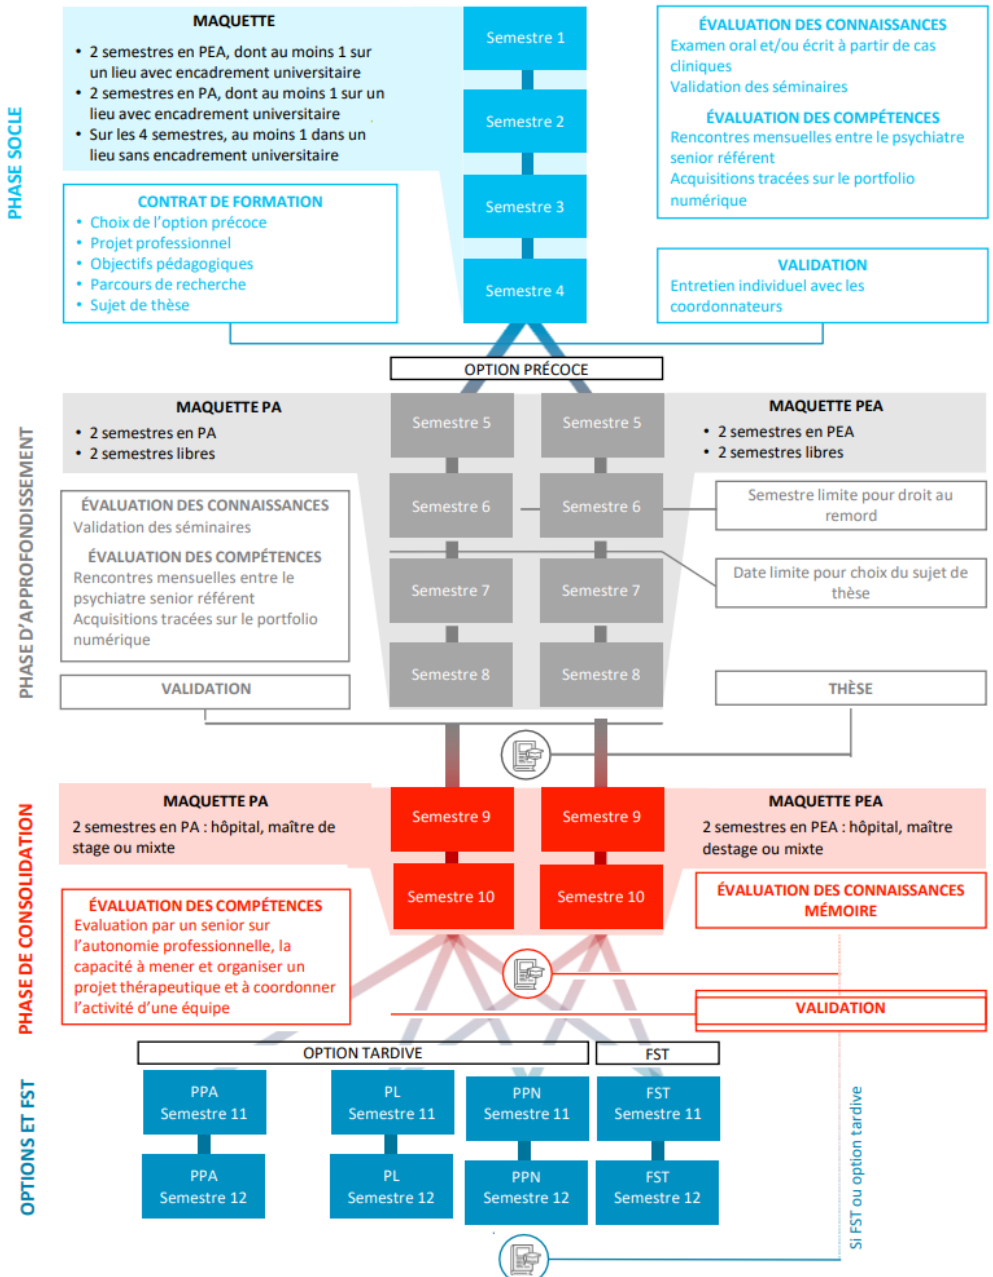 PHASE SOCLE
MAQUETTE
• 2 semestres en PEA, dont au moins 1 sur
un lieu avec encadrement universitaire
• 2 semestres en PA, dont au moins 1 sur un
lieu avec encadrement universitaire
• Sur les 4 semestres, au moins 1 dans un
lieu sans encadrement universitaire
CONTRAT DE FORMATION
• Choix de l'option précoce
• Projet professionnel
• Objectifs pédagogiques
• Parcours de recherche
• Sujet de thèse
Semestre 1
Semestre 2
Semestre 3
Semestre 4
ÉVALUATION DES CONNAISSANCES
Examen oral et/ou écrit à partir de cas
cliniques
Validation des séminaires
ÉVALUATION DES COMPÉTENCES
Rencontres mensuelles entre le psychiatre
senior référent
Acquisitions tracées sur le portfolio
numérique
VALIDATION
Entretien individuel avec les
coordonnateurs
OPTION PRÉCOCE
PHASE D'APPROFONDISSEMENT
MAQUETTE PA
• 2 semestres en PA
• 2 semestres libres
ÉVALUATION DES CONNAISSANCES
Validation des séminaires
ÉVALUATION DES COMPÉTENCES
Rencontres mensuelles entre le
psychiatre senior référent
Acquisitions tracées sur le portfolio
numérique
VALIDATION
Semestre 5
Semestre 6
Semestre 7
Semestre 8
Semestre 5
Semestre 6
Semestre 7
Semestre 8
MAQUETTE PEA
• 2 semestres en PEA
• 2 semestres libres
Semestre limite pour droit au
remord
Date limite pour choix du sujet de
thèse
THÈSE
PHASE DE CONSOLIDATION
MAQUETTE PA
2 semestres en PA : hôpital, maître de
stage ou mixte
ÉVALUATION DES COMPÉTENCES
Evaluation par un senior sur
l'autonomie professionnelle, la
capacité à mener et organiser un
projet thérapeutique et à coordonner
l'activité d'une équipe
Semestre 9
Semestre 10
Semestre 9
Semestre 10
MAQUETTE PEA
2 semestres en PEA : hôpital, maître
destage ou mixte
ÉVALUATION DES CONNAISSANCES
MÉMOIRE
VALIDATION
OPTIONS ET FST
OPTION TARDIVE
FST
PPA
Semestre 11
PPA
Semestre 12
PL
Semestre 11
PL
Semestre 12
PPN
Semestre 11
PPN
Semestre 12
FST
Semestre 11
FST
Semestre 12
Si FST ou option tardive